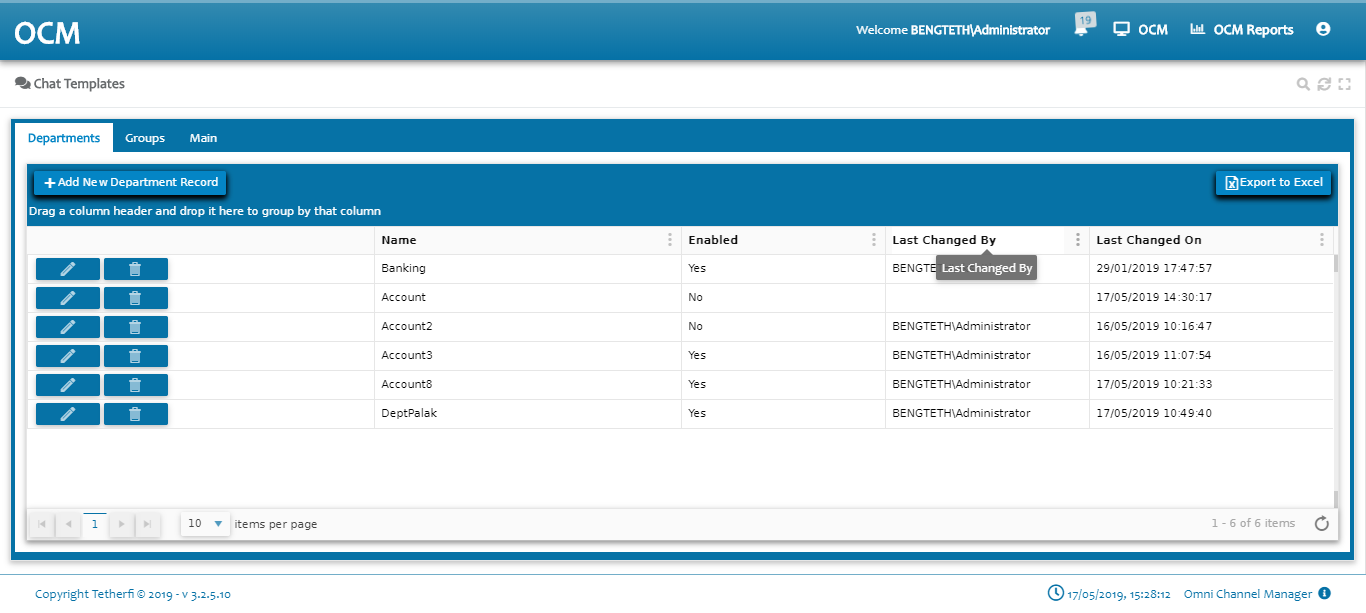 OCM
Welcome BENGTETH\Administrator
19
OCM
OCM Reports
Chat Templates
Departments Groups Main
Add New Department Record
Export to Excel
Drag a column header and drop it here to group by that column
Name Enabled Last Changed By Last Changed On
Banking Yes BENGTE 29/01/2019 17:47:57
Last Changed By
Account No 17/05/2019 14:30:17
Account2 No BENGTETH\Administrator 16/05/2019 10:16:47
Account3 Yes BENGTETH\Administrator 16/05/2019 11:07:54
Account8 Yes BENGTETH\Administrator 17/05/2019 10:21:33
DeptPalak Yes BENGTETH\Administrator 17/05/2019 10:49:40
1 10 items per page 1 - 6 of 6 items
Copyright Tetherfi © 2019 - v 3.2.5.10 17/05/2019, 15:28:12 Omni Channel Manager